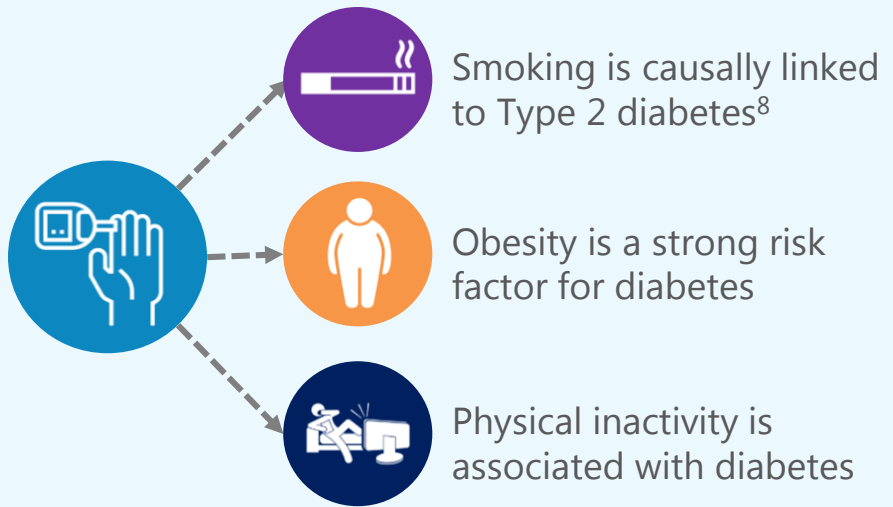 Smoking is causally linked
to Type 2 diabetes⁸
Obesity is a strong risk
factor for diabetes
Physical inactivity is
associated with diabetes